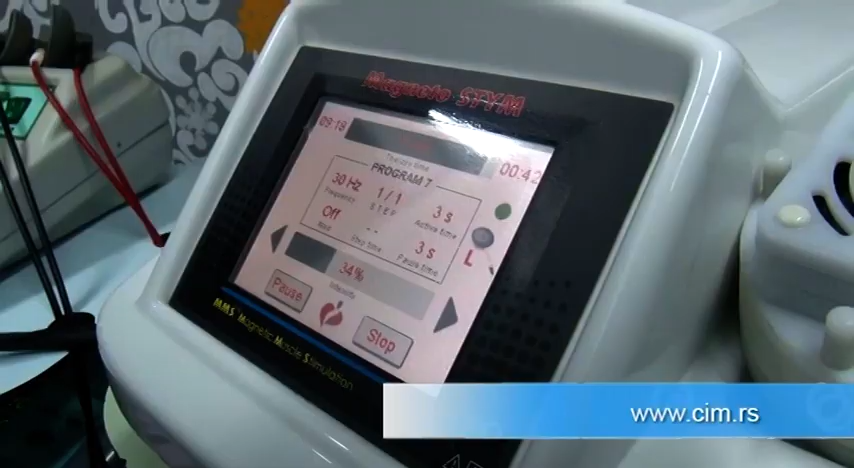 Magneto STYM
09:19
00:42
Therapy time
PROGRAM 7
30 Hz
1 / 1
3 s
Frequency
STEP
Active time
Off
--
3 s
Step time
Pause time
L
34%
Intensity
Pause
Stop
MMS Magnetic Muscle Stimulation
www.cim.rs